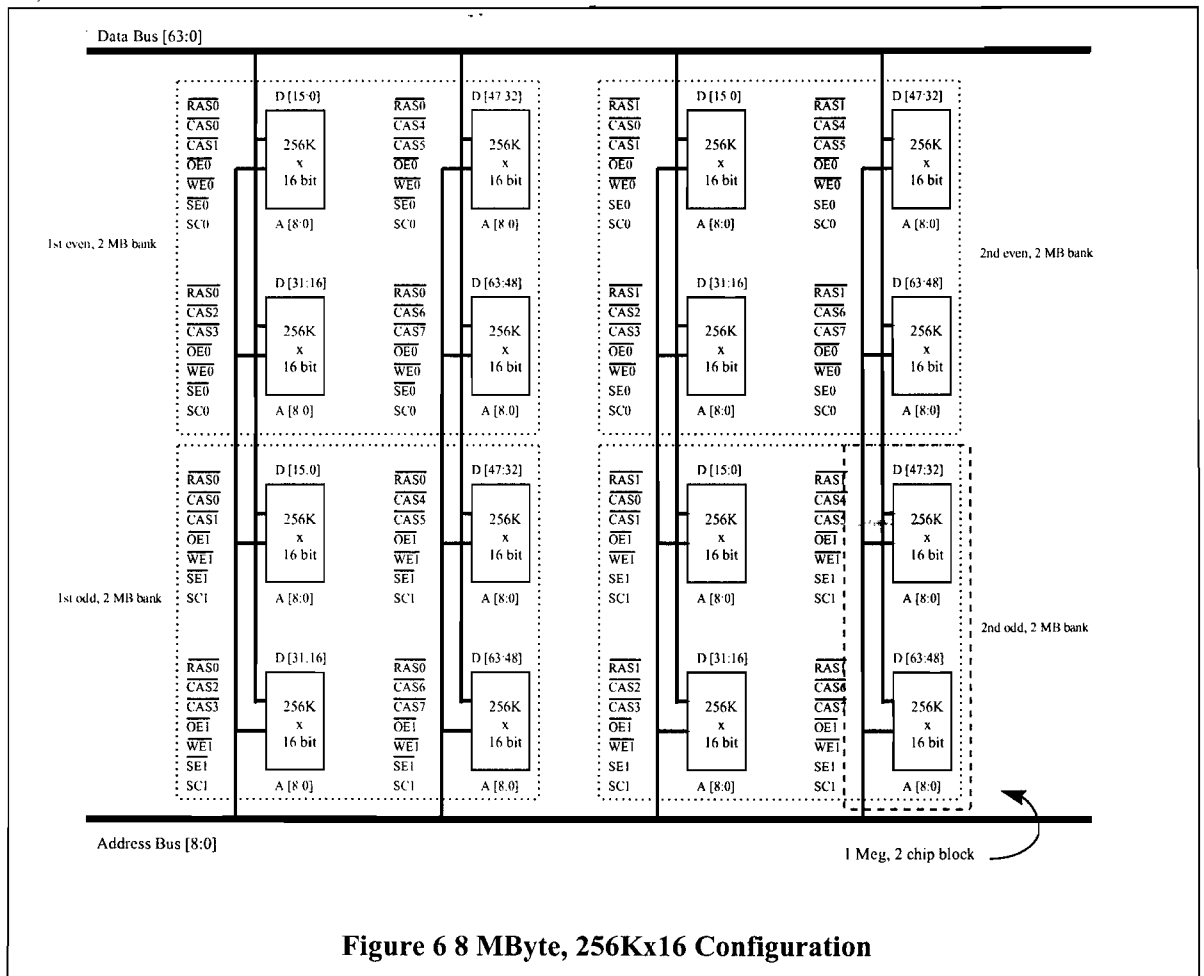 Data Bus [63:0]
1st even, 2 MB bank
RAS0
CAS0
CAS1
OE0
WE0
SE0
SC0
D [15:0]
256K
x
16 bit
A [8:0]
RAS0
CAS4
CAS5
OE0
WE0
SE0
SC0
D [47:32]
256K
x
16 bit
A [8:0]
RAS0
CAS2
CAS3
OE0
WE0
SE0
SC0
D [31:16]
256K
x
16 bit
A [8:0]
RAS0
CAS6
CAS7
OE0
WE0
SE0
SC0
D [63:48]
256K
x
16 bit
A [8.0]
RAS1
CAS0
CAS1
OE0
WE0
SE0
SC0
D [15:0]
256K
x
16 bit
A [8:0]
RAS1
CAS4
CAS5
OE0
WE0
SE0
SC0
D [47:32]
256K
x
16 bit
A [8:0]
2nd even, 2 MB bank
RAS1
CAS2
CAS3
OE0
WE0
SE0
SC0
D [31:16]
256K
x
16 bit
A [8:0]
RAS1
CAS6
CAS7
OE0
WE0
SE0
SC0
D [63:48]
256K
x
16 bit
A [8:0]
1st odd, 2 MB bank
RAS0
CAS0
CAS1
OE1
WE1
SE1
SC1
D [15.0]
256K
x
16 bit
A [8:0]
RAS0
CAS4
CAS5
OE1
WE1
SE1
SC1
D [47:32]
256K
x
16 bit
A [8:0]
RAS0
CAS2
CAS3
OE1
WE1
SE1
SC1
D [31.16]
256K
x
16 bit
A [8:0]
RAS0
CAS6
CAS7
OE1
WE1
SE1
SC1
D [63:48]
256K
x
16 bit
A [8.0]
RAS1
CAS0
CAS1
OE1
WE1
SE1
SC1
D [15:0]
256K
x
16 bit
A [8:0]
RAS1
CAS4
CAS5
OE1
WE1
SE1
SC1
D [47:32]
256K
x
16 bit
A [8:0]
2nd odd, 2 MB bank
RAS1
CAS2
CAS3
OE1
WE1
SE1
SC1
D [31:16]
256K
x
16 bit
A [8:0]
RAS1
CAS6
CAS7
OE1
WE1
SE1
SC1
D [63:48]
256K
x
16 bit
A [8:0]
Address Bus [8:0]
1 Meg, 2 chip block
Figure 6 8 MByte, 256Kx16 Configuration